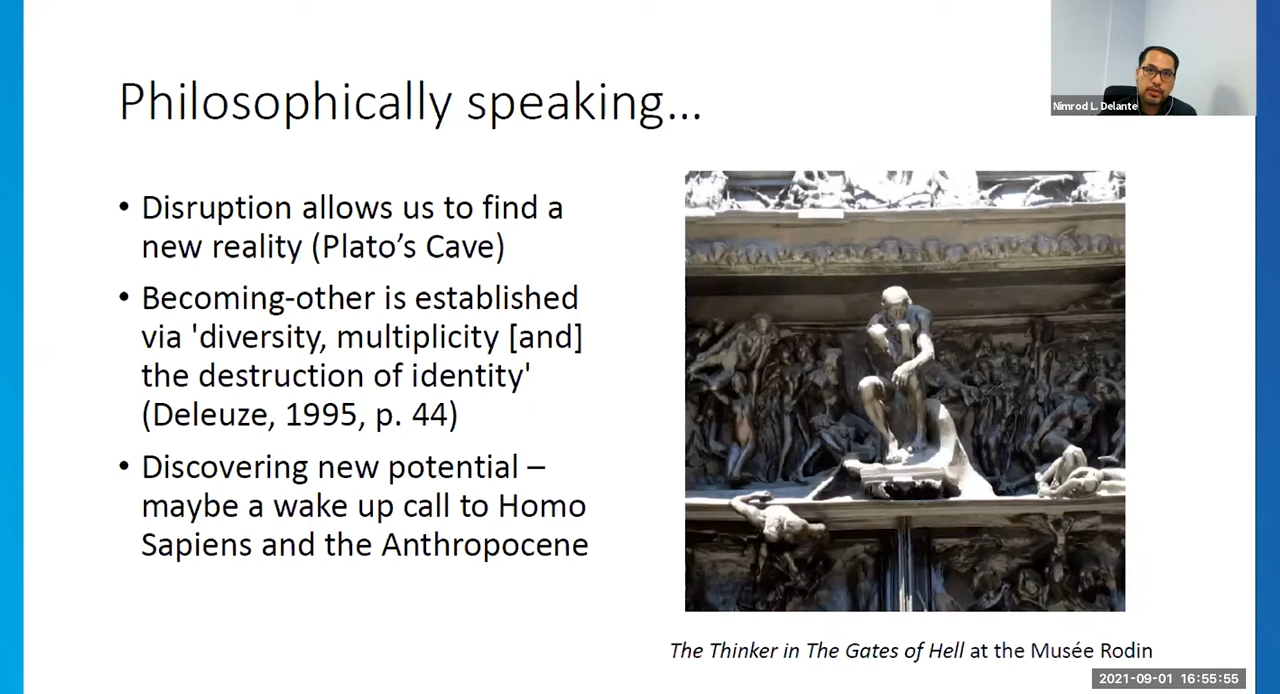 Philosophically speaking...
Nimrod L. Delante
• Disruption allows us to find a
new reality (Plato’s Cave)
• Becoming-other is established
via 'diversity, multiplicity [and]
the destruction of identity'
(Deleuze, 1995, p. 44)
• Discovering new potential –
maybe a wake up call to Homo
Sapiens and the Anthropocene
The Thinker in The Gates of Hell at the Musée Rodin
2021-09-01 16:55:55